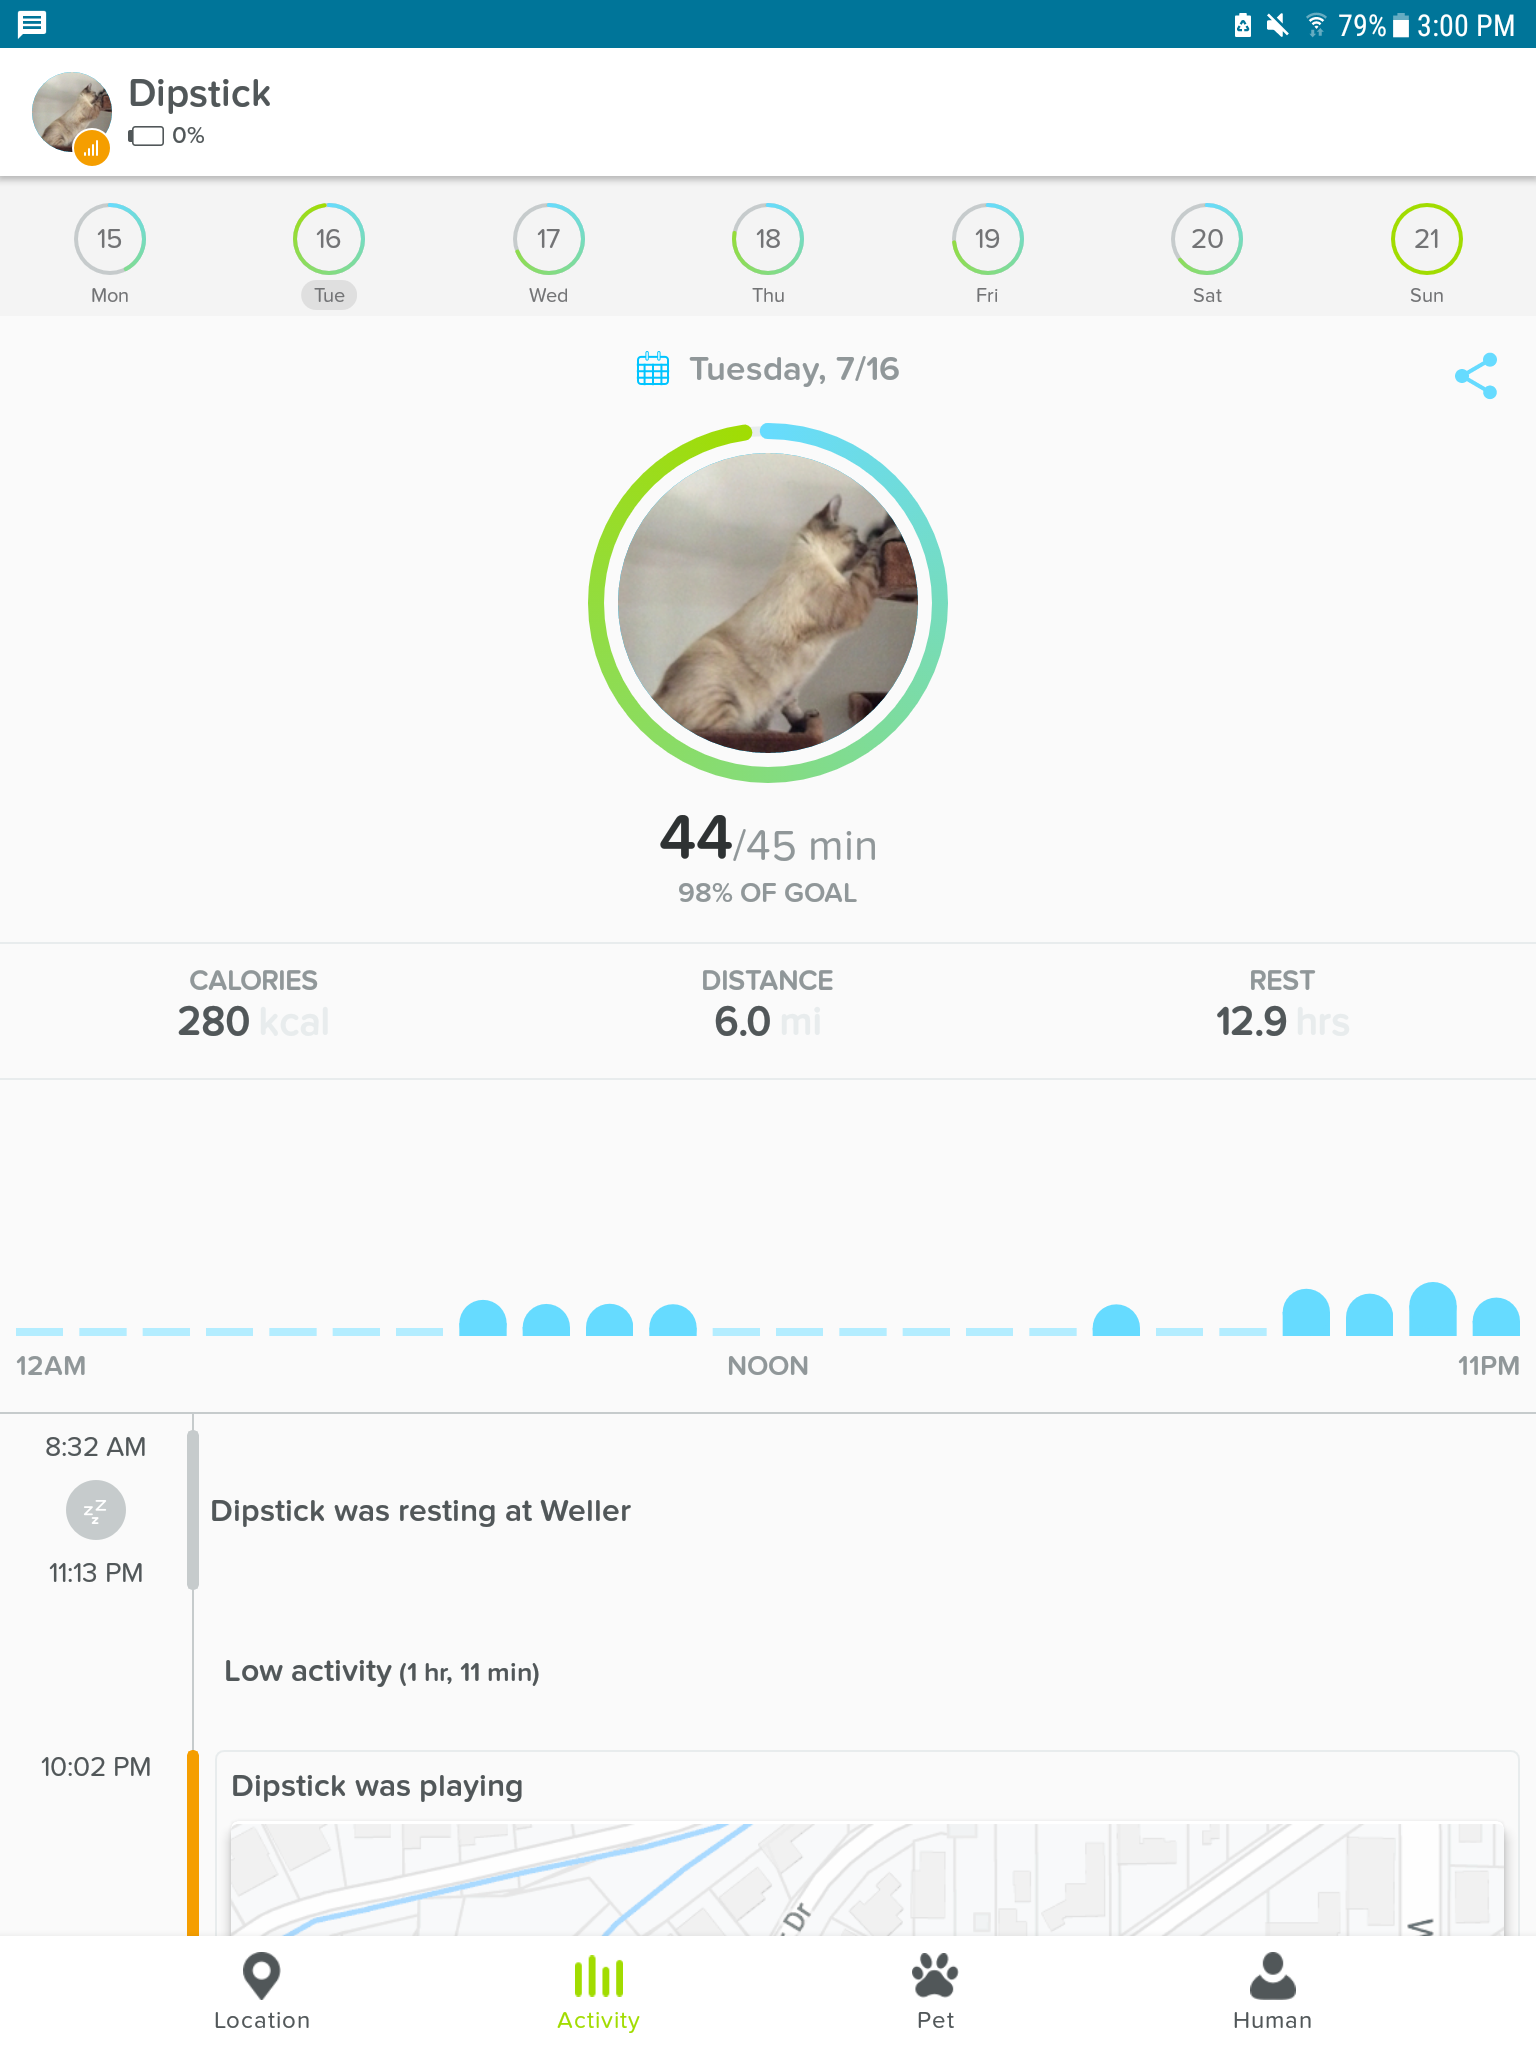 79% 3:00 PM
Dipstick
0%
15 16 17 18 19 20 21
Mon Tue Wed Thu Fri Sat Sun
Tuesday, 7/16
44/45 min
98% OF GOAL
CALORIES DISTANCE REST
280 kcal 6.0 mi 12.9 hrs
12AM NOON 11PM
8:32 AM
zzz
Dipstick was resting at Weller
11:13 PM
Low activity (1 hr, 11 min)
10:02 PM
Dipstick was playing
Dr
W
Location Activity Pet Human